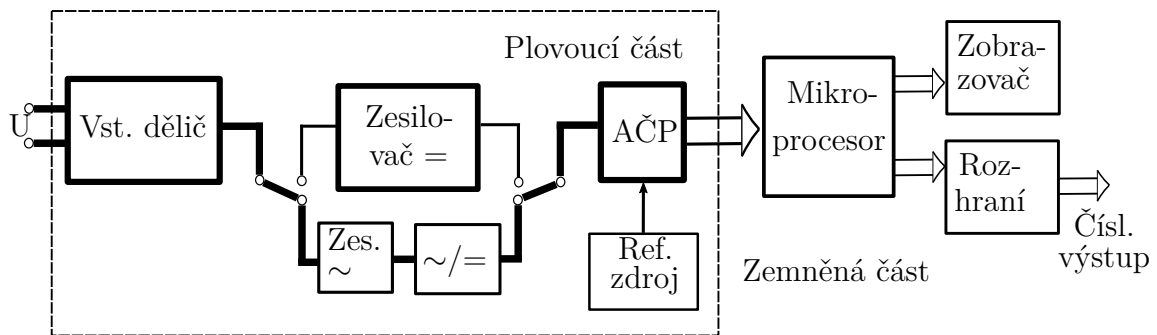 Plovoucí část
U
Vst. dělič
Zesilo-
vač =
AČP
Mikro-
procesor
Zobra-
zovač
Roz-
hraní
Zes.
∼
∼/=
Ref.
zdroj
Zemněná část
Čísl.
výstup